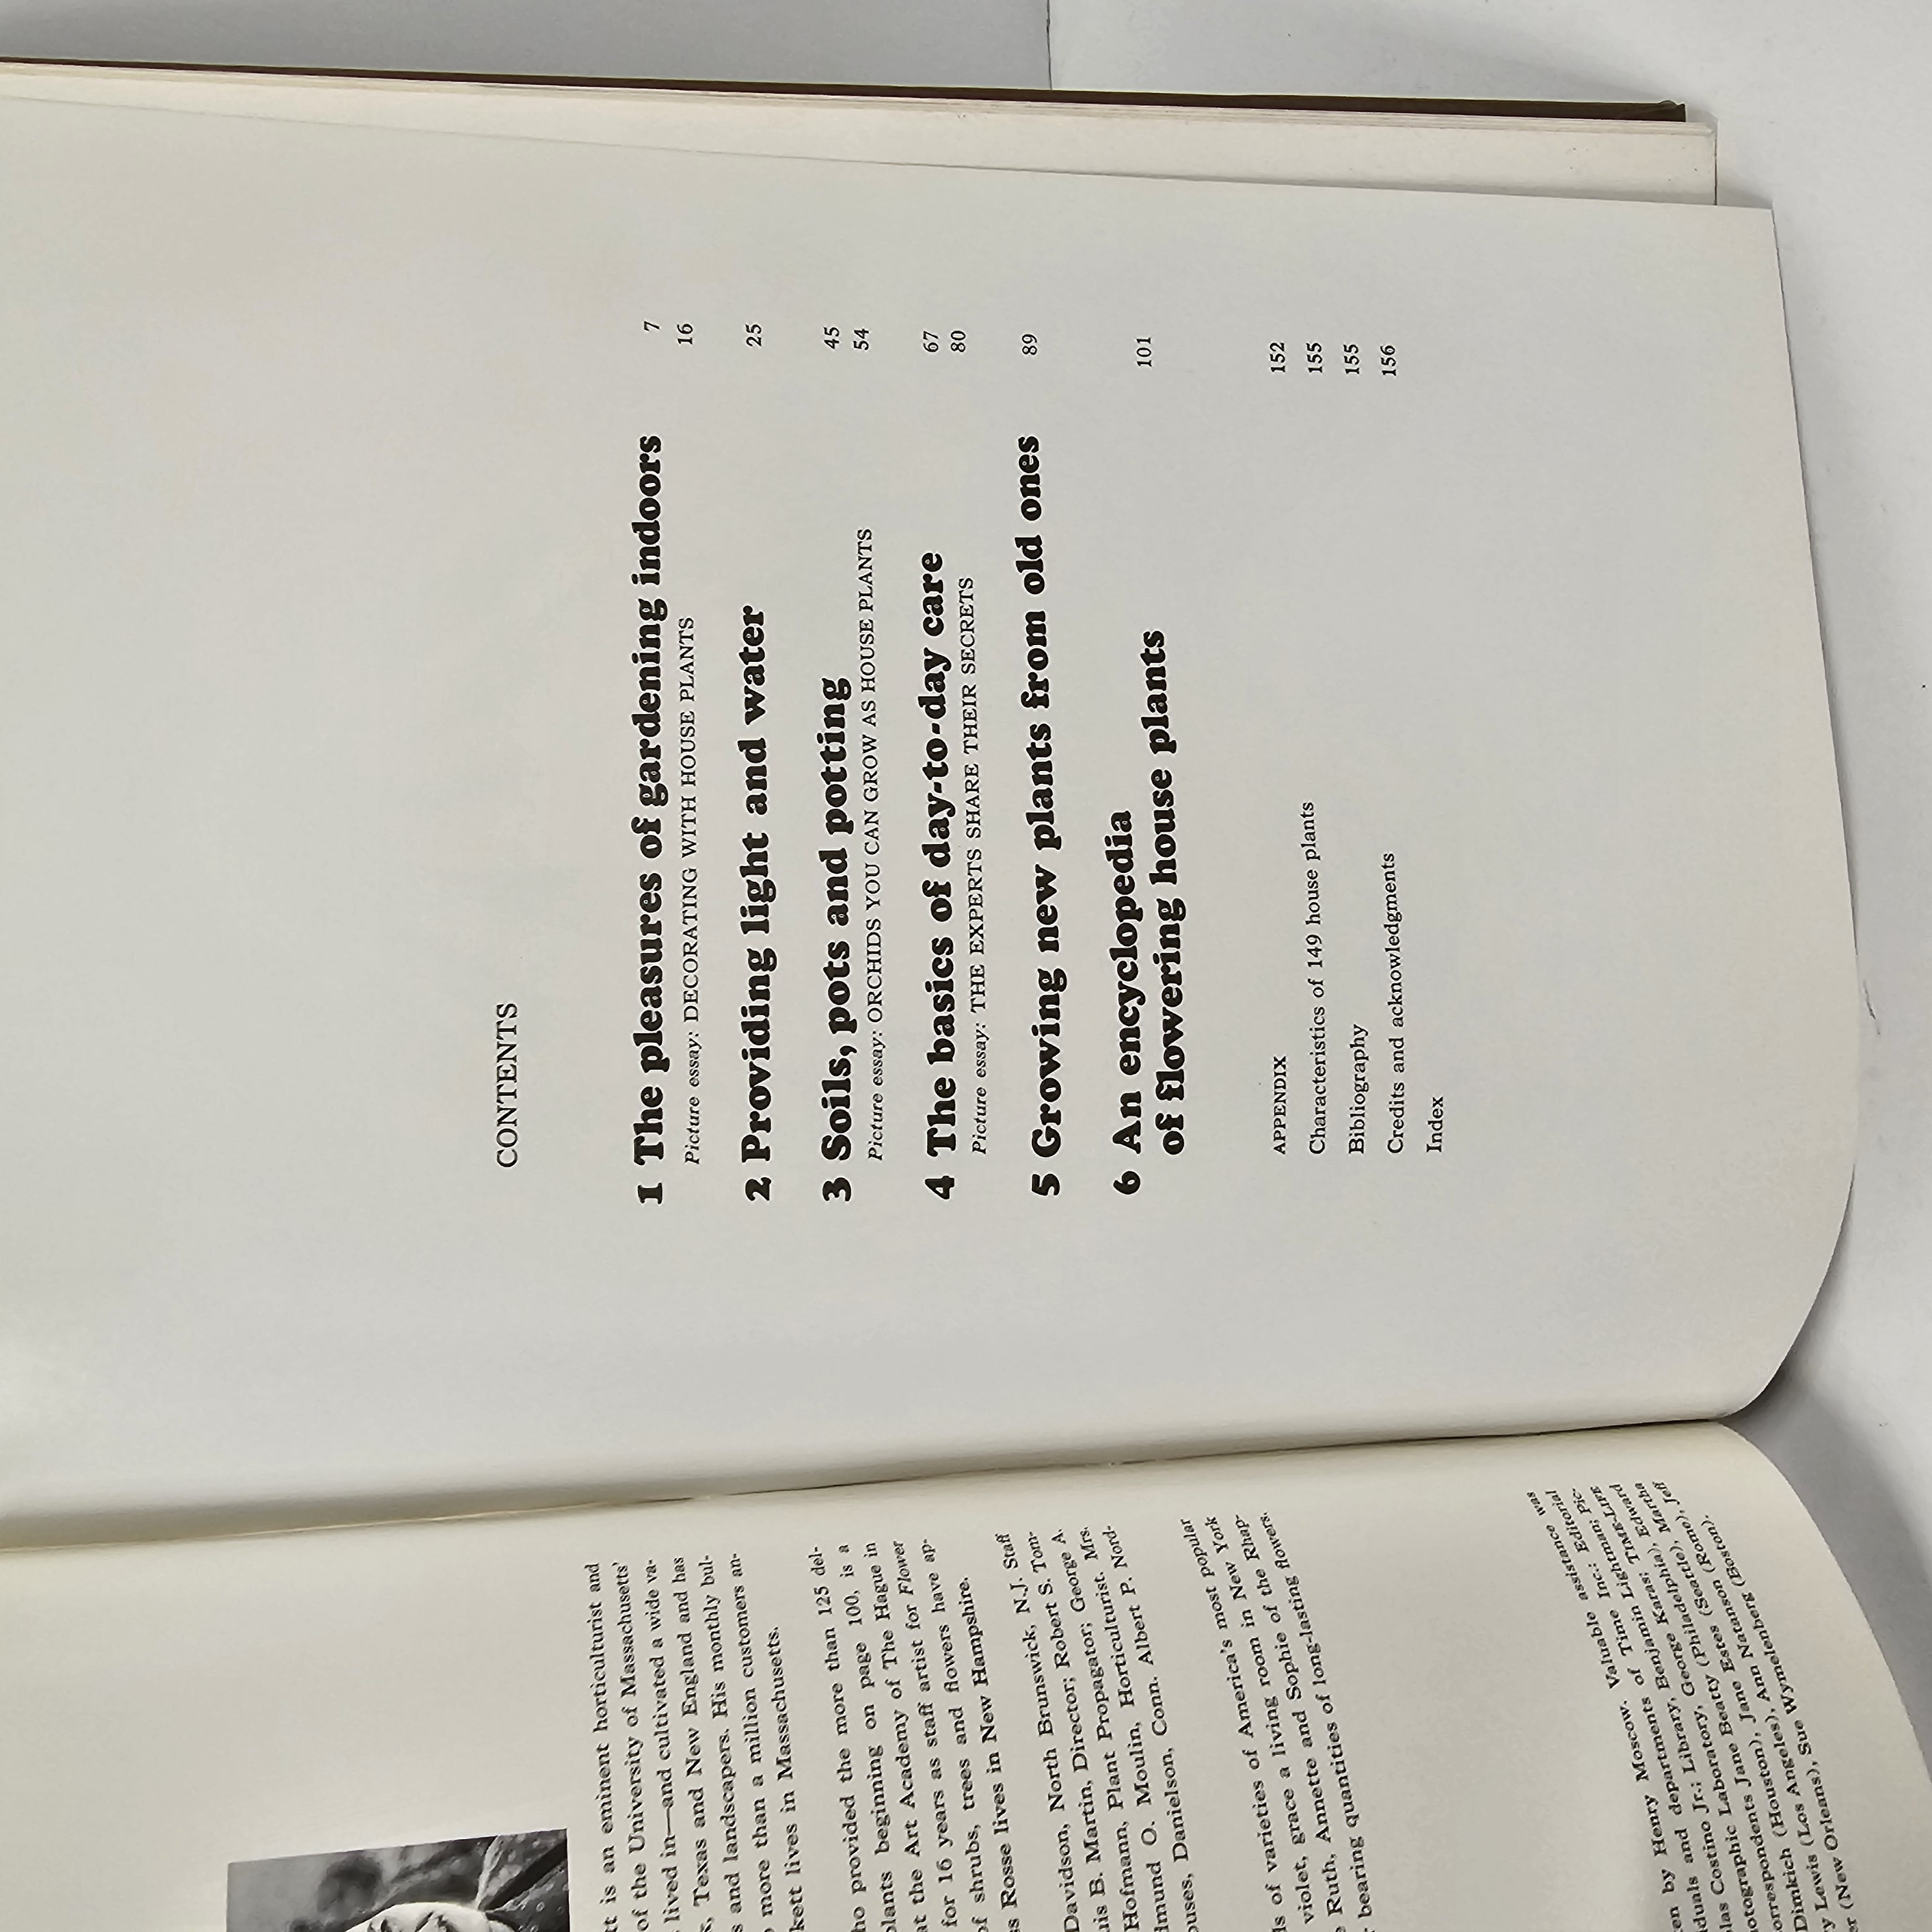 is an eminent horticulturist and
of the University of Massachusetts'
lived in—and cultivated a wide va-
Texas and New England and has
and landscapers. His monthly bul-
more than a million customers an-
lives in Massachusetts.
provided the more than 125 del-
plants beginning on page 100, is a
at the Art Academy of The Hague in
for 16 years as staff artist for Flower
of shrubs, trees and flowers have ap-
Rosse lives in New Hampshire.
Davidson, North Brunswick, N.J. Staff
B. Martin, Director; Robert S. Tom-
Hofmann, Plant Propagator; George A.
O. Moulin, Horticulturist. Mrs.
Danielson, Conn. Albert P. Nord-
of varieties of America's most popular
violet, grace a living room in New York
Ruth, Annette and Sophie of the Rhap-
bearing quantities of long-lasting flowers.
by Henry Moscow. Valuable assistance was
and departments of Time Inc.: Editorial
Costino Jr.; Library, Benjamin Lightman; Pic-
Laboratory, George Karas; TIME-LIFE
Jane Beatty (Philadelphia), Edward
Dimkich (Houston), Jane Estes (Seattle), Martha
Lewis (Los Angeles), Ann Natanson (Rome), Jeff
(New Orleans), Sue Wymelenberg (Boston).
CONTENTS
1 The pleasures of gardening indoors 7
Picture essay: DECORATING WITH HOUSE PLANTS 16
2 Providing light and water 25
3 Soils, pots and potting 45
Picture essay: ORCHIDS YOU CAN GROW AS HOUSE PLANTS 54
4 The basics of day-to-day care 67
Picture essay: THE EXPERTS SHARE THEIR SECRETS 80
5 Growing new plants from old ones 89
6 An encyclopedia
of flowering house plants 101
APPENDIX 152
Characteristics of 149 house plants 155
Bibliography 155
Credits and acknowledgments 156
Index